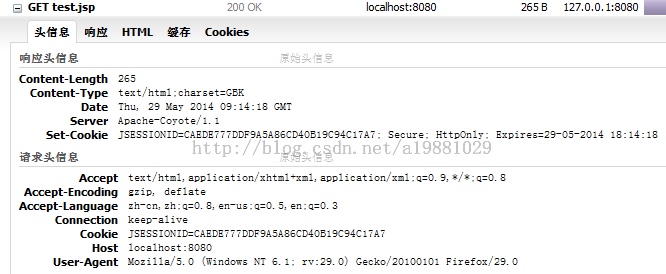 GET test.jsp 200 OK localhost:8080 265 B 127.0.0.1:8080
头信息 响应 HTML 缓存 Cookies
响应头信息 原始头信息
Content-Length 265
Content-Type text/html;charset=GBK
Date Thu, 29 May 2014 09:14:18 GMT
Server Apache-Coyote/1.1
Set-Cookie JSESSIONID=CAEDE777DDF9A5A86CD40B19C94C17A7; Secure; HttpOnly; Expires=29-05-2014 18:14:18
http://blog.csdn.net/a19881029
请求头信息 原始头信息
Accept text/html,application/xhtml+xml,application/xml;q=0.9,*/*;q=0.8
Accept-Encoding gzip, deflate
Accept-Language zh-cn,zh;q=0.8,en-us;q=0.5,en;q=0.3
Connection keep-alive
Cookie JSESSIONID=CAEDE777DDF9A5A86CD40B19C94C17A7
Host localhost:8080
User-Agent Mozilla/5.0 (Windows NT 6.1; rv:29.0) Gecko/20100101 Firefox/29.0